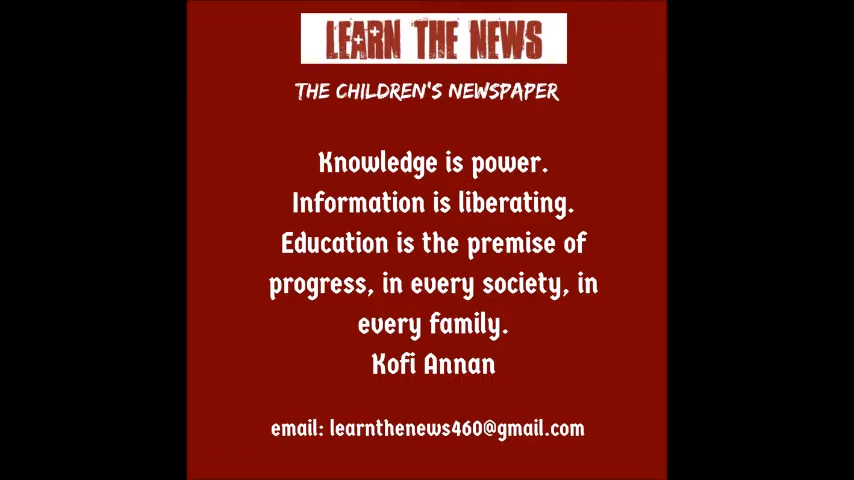 LEARN THE NEWS
THE CHILDREN'S NEWSPAPER
Knowledge is power.
Information is liberating.
Education is the premise of
progress, in every society, in
every family.
Kofi Annan
email: learnthenews460@gmail.com